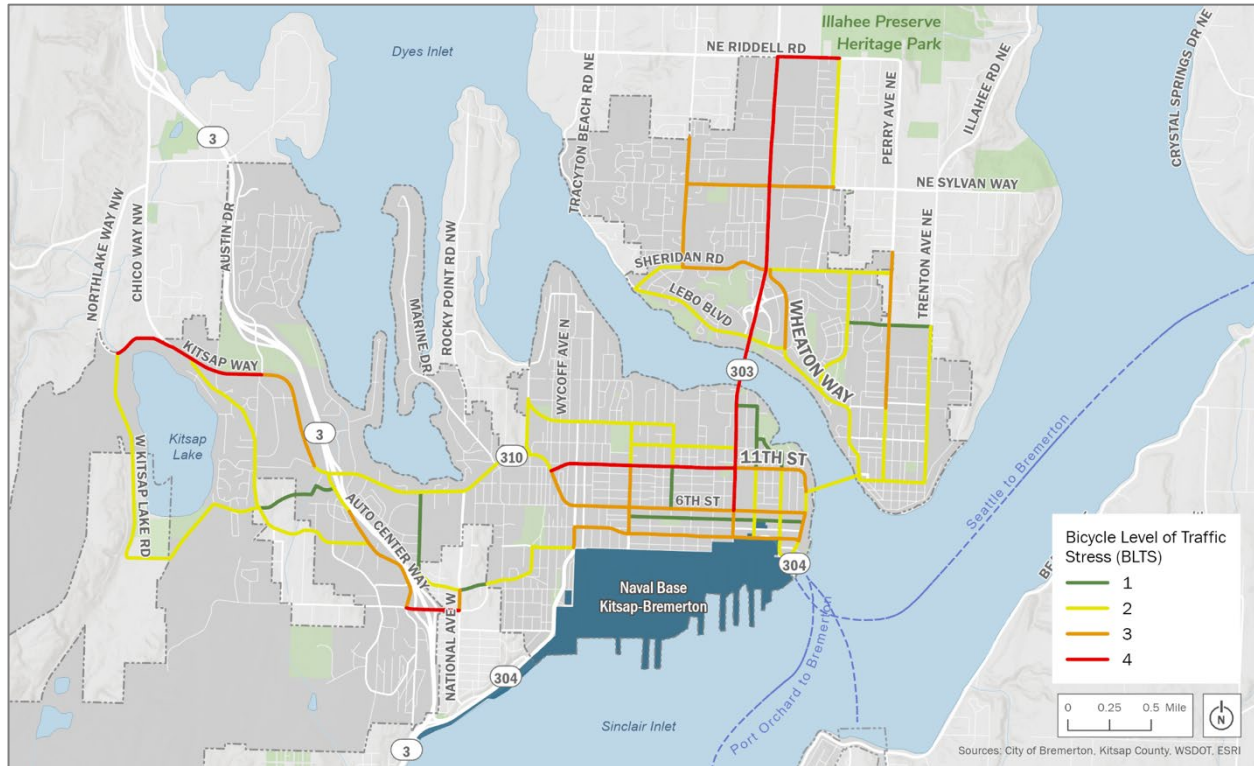 Illahee Preserve
Heritage Park
NE RIDDELL RD
Dyes Inlet
TRACYTON BEACH RD NE
PERRY AVE NE
ILLAHEE RD NE
CRYSTAL SPRINGS DR NE
3
NE SYLVAN WAY
NORTHLAKE WAY NW
CHICO WAY NW
AUSTIN DR
MARINE DR
ROCKY POINT RD NW
SHERIDAN RD
LEBO BLVD
WHEATON WAY
TRENTON AVE NE
KITSAP WAY
WYCOFF AVE N
303
Kitsap
Lake
3
310
11TH ST
6TH ST
W KITSAP LAKE RD
AUTO CENTER WAY
Seattle to Bremerton
304
Naval Base
Kitsap-Bremerton
NATIONAL AVE W
304
Port Orchard to Bremerton
Sinclair Inlet
3
Bicycle Level of Traffic
Stress (BLTS)
1
2
3
4
0 0.25 0.5 Mile
N
Sources: City of Bremerton, Kitsap County, WSDOT, ESRI